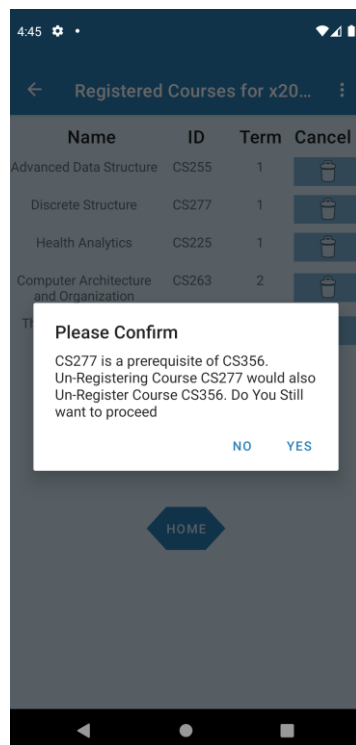 4:45
Registered Courses for x20...
Name ID Term Cancel
Advanced Data Structure CS255 1
Discrete Structure CS277 1
Health Analytics CS225 1
Computer Architecture CS263 2
and Organization
Please Confirm
CS277 is a prerequisite of CS356.
Un-Registering Course CS277 would also
Un-Register Course CS356. Do You Still
want to proceed
NO YES
HOME